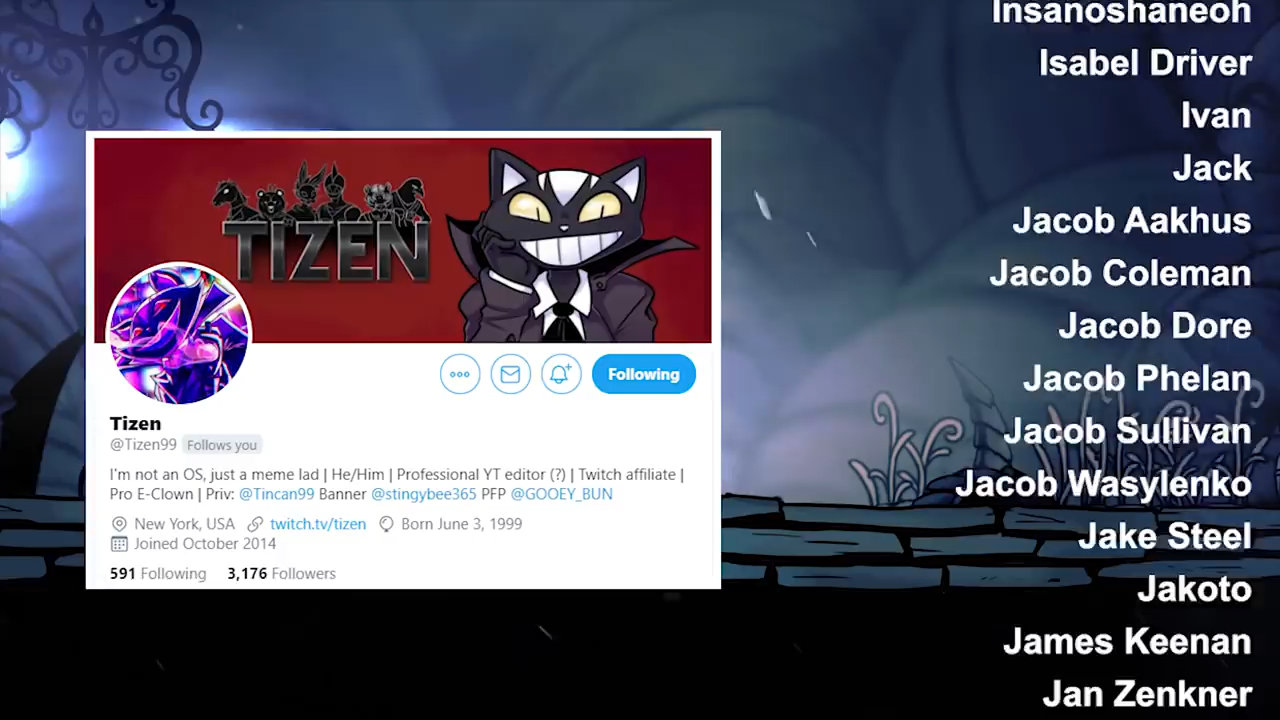 TIZEN
Following
Tizen
@Tizen99 Follows you
I'm not an OS, just a meme lad | He/Him | Professional YT editor (?) | Twitch affiliate |
Pro E-Clown | Priv: @Tincan99 Banner @stingybee365 PFP @GOOEY_BUN
New York, USA twitch.tv/tizen Born June 3, 1999
Joined October 2014
591 Following 3,176 Followers
Insanoshaneoh
Isabel Driver
Ivan
Jack
Jacob Aakhus
Jacob Coleman
Jacob Dore
Jacob Phelan
Jacob Sullivan
Jacob Wasylenko
Jake Steel
Jakoto
James Keenan
Jan Zenkner